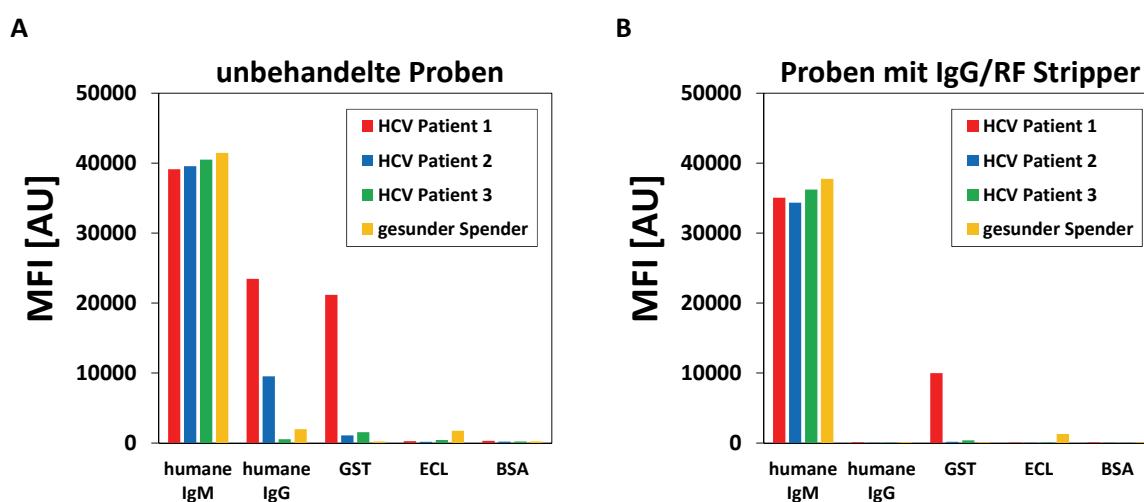 A
unbehandelte Proben
MFI [AU]
50000
40000
30000
20000
10000
0
HCV Patient 1
HCV Patient 2
HCV Patient 3
gesunder Spender
humane
IgM
humane
IgG
GST
ECL
BSA
B
Proben mit IgG/RF Stripper
MFI [AU]
50000
40000
30000
20000
10000
0
HCV Patient 1
HCV Patient 2
HCV Patient 3
gesunder Spender
humane
IgM
humane
IgG
GST
ECL
BSA